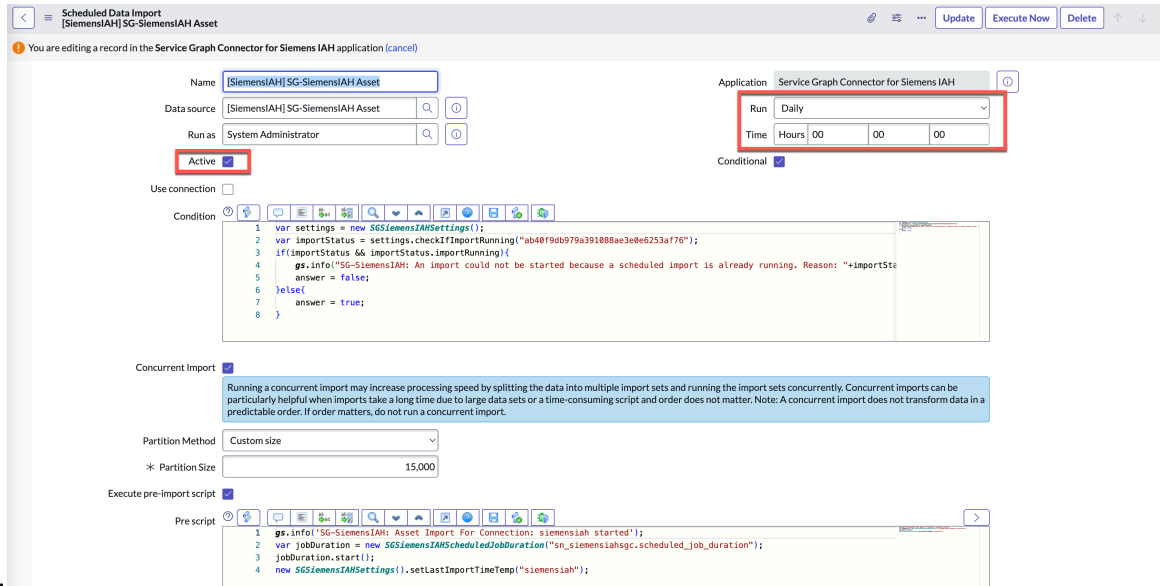 Scheduled Data Import
[SiemensIAH] SG-SiemensIAH Asset
Update
Execute Now
Delete
You are editing a record in the Service Graph Connector for Siemens IAH application (cancel)
Name [SiemensIAH] SG-SiemensIAH Asset
Application Service Graph Connector for Siemens IAH
Data source [SiemensIAH] SG-SiemensIAH Asset
Run Daily
Run as System Administrator
Time Hours 00 00 00
Active
Conditional
Use connection
Condition
1 var settings = new SGSiemensIAHSettings();
2 var importStatus = settings.checkIfImportRunning("ab40f9db979a391088ae3e0e6253af76");
3 if(importStatus && importStatus.importRunning){
4 gs.info("SG-SiemensIAH: An import could not be started because a scheduled import is already running. Reason: "+importSta
5 answer = false;
6 }else{
7 answer = true;
8 }
Concurrent Import
Running a concurrent import may increase processing speed by splitting the data into multiple import sets and running the import sets concurrently. Concurrent imports can be
particularly helpful when imports take a long time due to large data sets or a time-consuming script and order does not matter. Note: A concurrent import does not transform data in a
predictable order. If order matters, do not run a concurrent import.
Partition Method Custom size
Partition Size 15,000
Execute pre-import script
Pre script
1 gs.info('SG-SiemensIAH: Asset Import For Connection: siemensiah started');
2 var jobDuration = new SGSiemensIAHScheduledJobDuration("sn_siemensiahsgc.scheduled_job_duration");
3 jobDuration.start();
4 new SGSiemensIAHSettings().setLastImportTimeTemp("siemensiah");